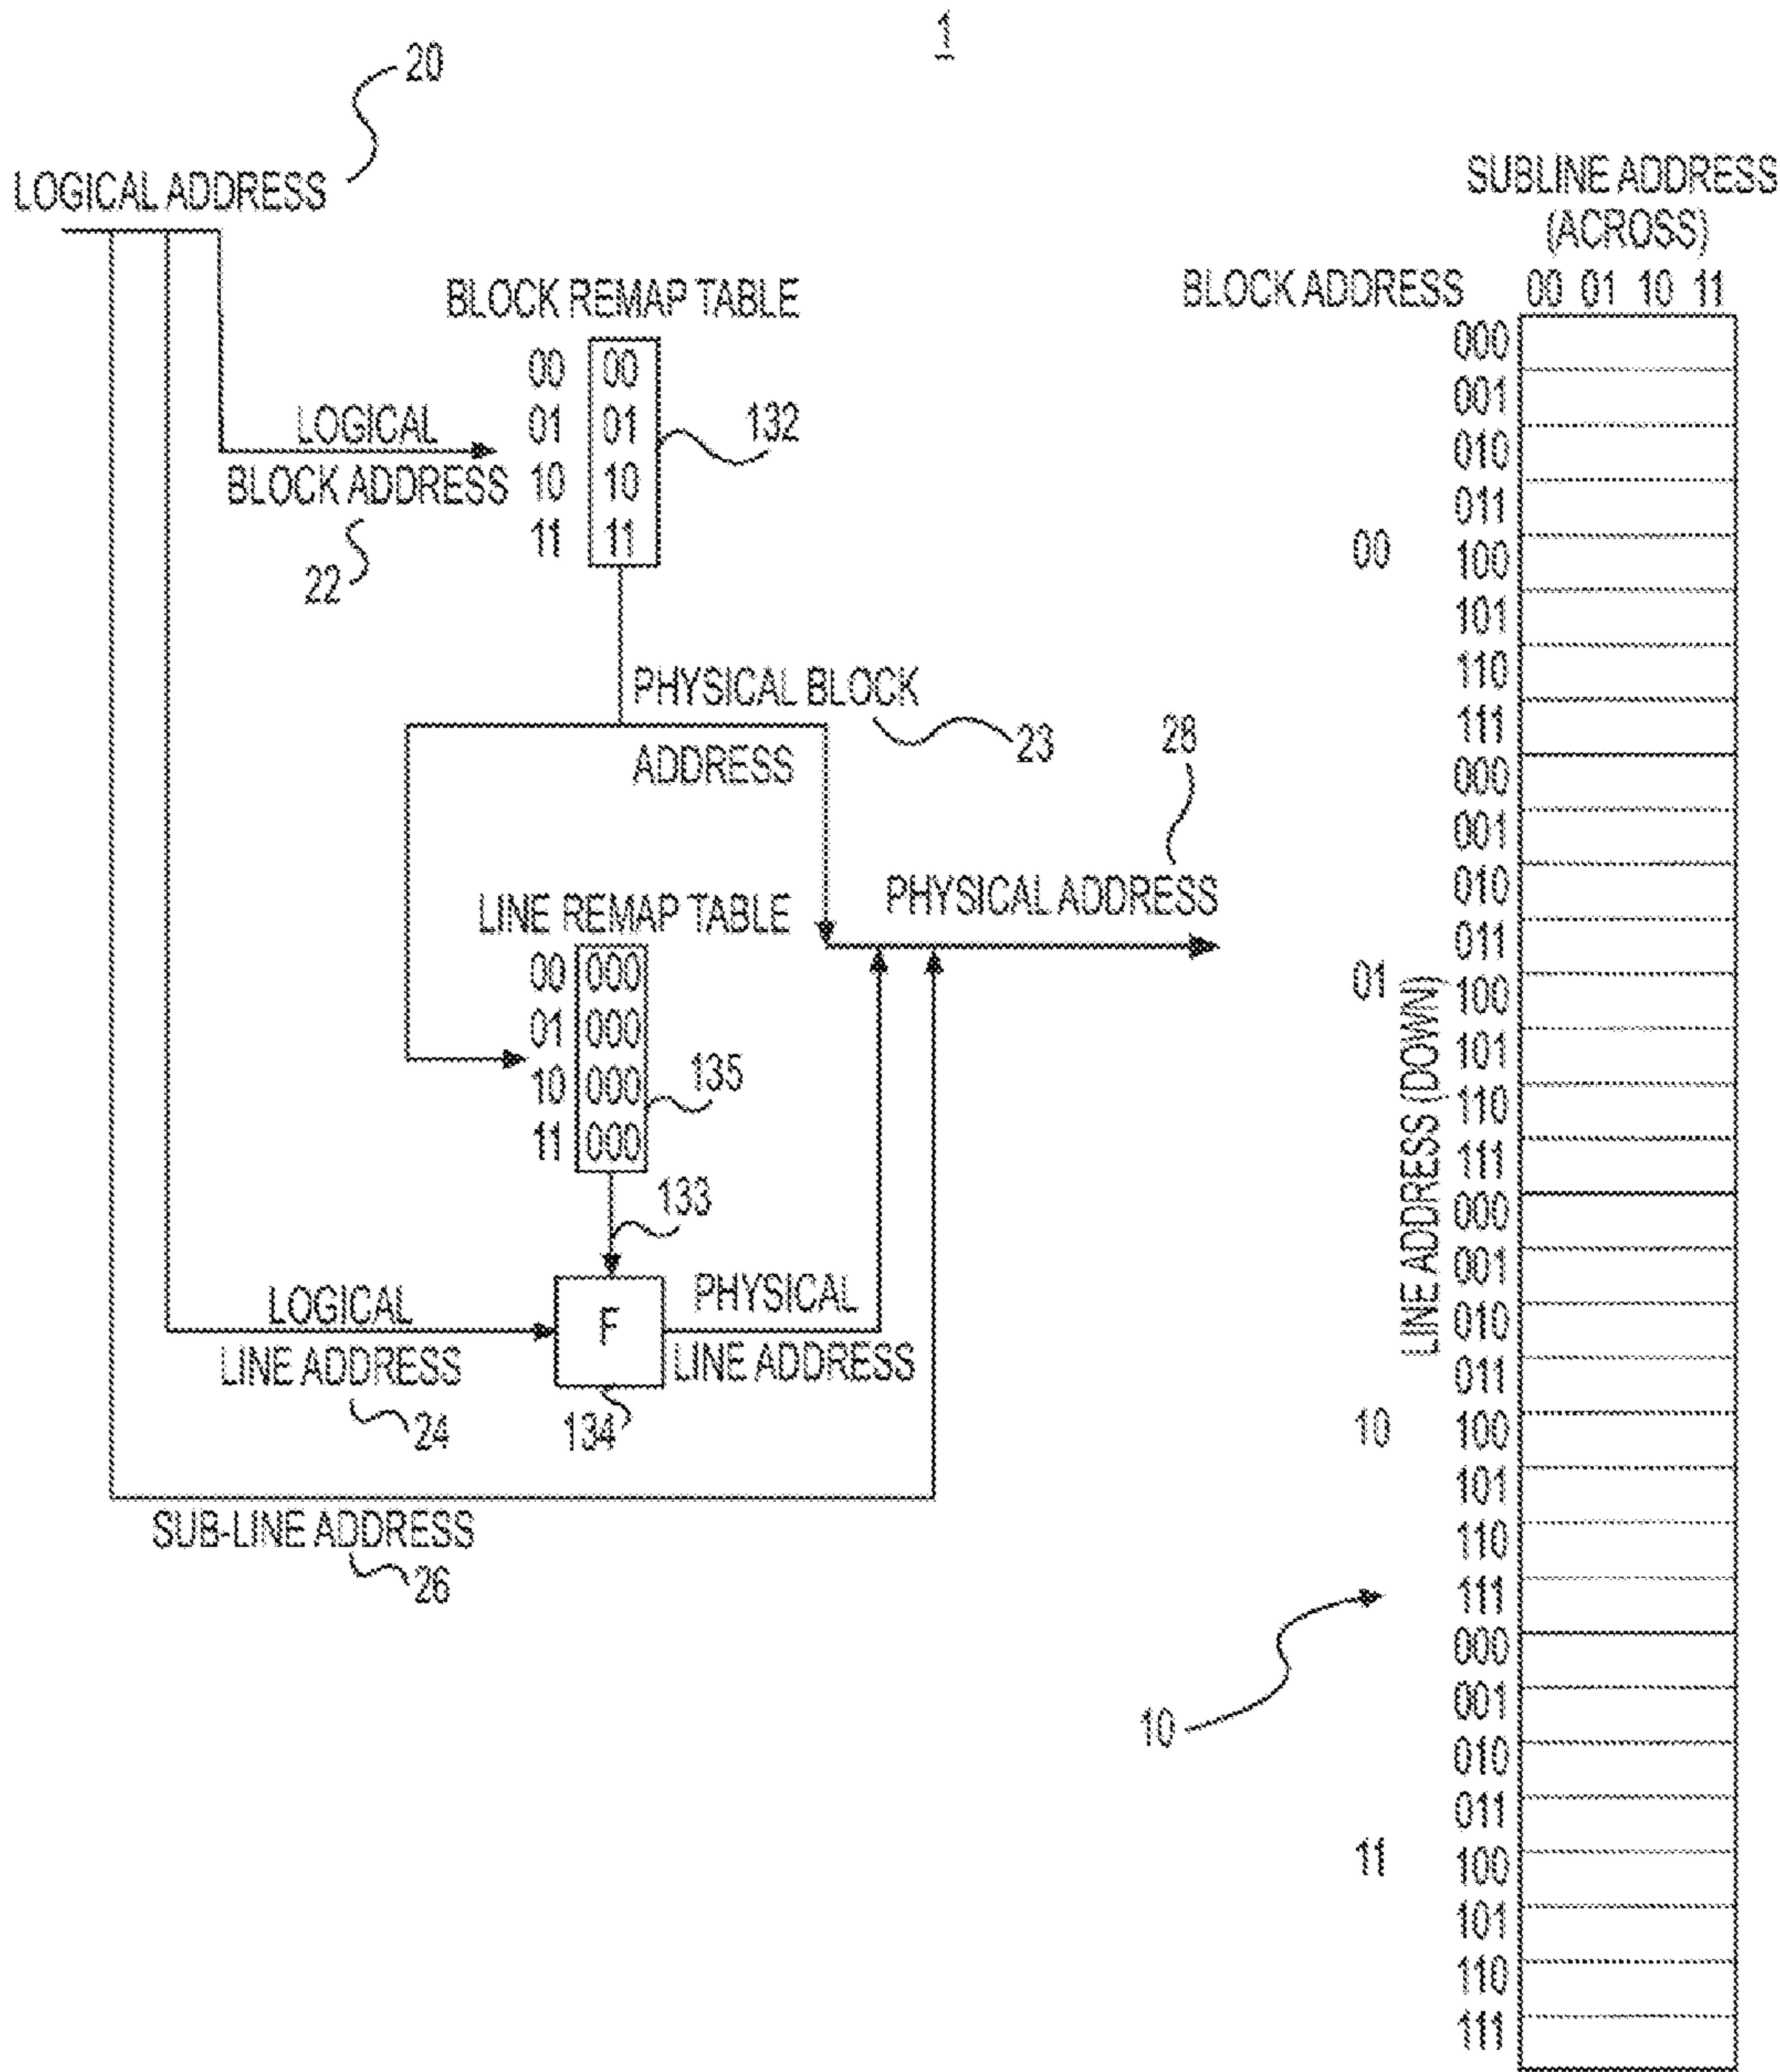 1
20
LOGICAL ADDRESS
BLOCK REMAP TABLE
00 00
01 01
10 10
11 11
132
LOGICAL
BLOCK ADDRESS
22
PHYSICAL BLOCK
ADDRESS
23
28
PHYSICAL ADDRESS
LINE REMAP TABLE
00 000
01 000
10 000
11 000
135
133
LOGICAL
LINE ADDRESS
24
F
134
PHYSICAL
LINE ADDRESS
SUB-LINE ADDRESS
26
SUBLINE ADDRESS
(ACROSS)
BLOCK ADDRESS
00 01 10 11
LINE ADDRESS (DOWN)
00
000
001
010
011
100
101
110
111
01
000
001
010
011
100
101
110
111
10
000
001
010
011
100
101
110
111
10
11
000
001
010
011
100
101
110
111